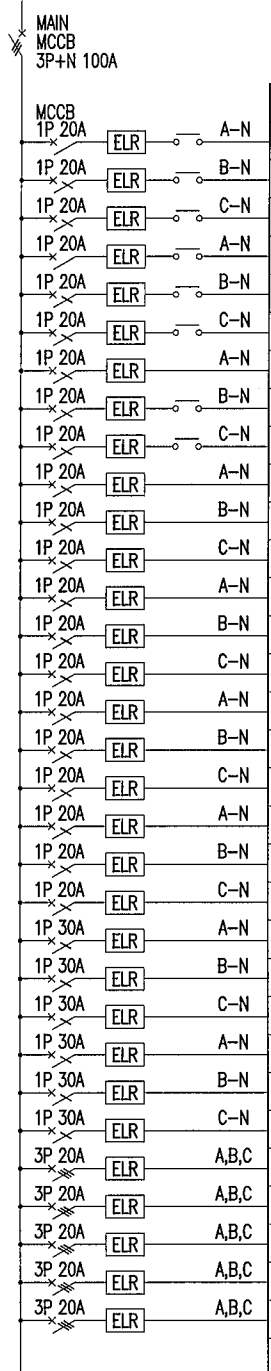 MAIN
MCCB
3P+N 100A
MCCB
1P 20A ELR A-N
1P 20A ELR B-N
1P 20A ELR C-N
1P 20A ELR A-N
1P 20A ELR B-N
1P 20A ELR C-N
1P 20A ELR A-N
1P 20A ELR B-N
1P 20A ELR C-N
1P 20A ELR A-N
1P 20A ELR B-N
1P 20A ELR C-N
1P 20A ELR A-N
1P 20A ELR B-N
1P 20A ELR C-N
1P 20A ELR A-N
1P 20A ELR B-N
1P 20A ELR C-N
1P 20A ELR A-N
1P 20A ELR B-N
1P 20A ELR C-N
1P 30A ELR A-N
1P 30A ELR B-N
1P 30A ELR C-N
1P 30A ELR A-N
1P 30A ELR B-N
1P 30A ELR C-N
3P 20A ELR A,B,C
3P 20A ELR A,B,C
3P 20A ELR A,B,C
3P 20A ELR A,B,C
3P 20A ELR A,B,C